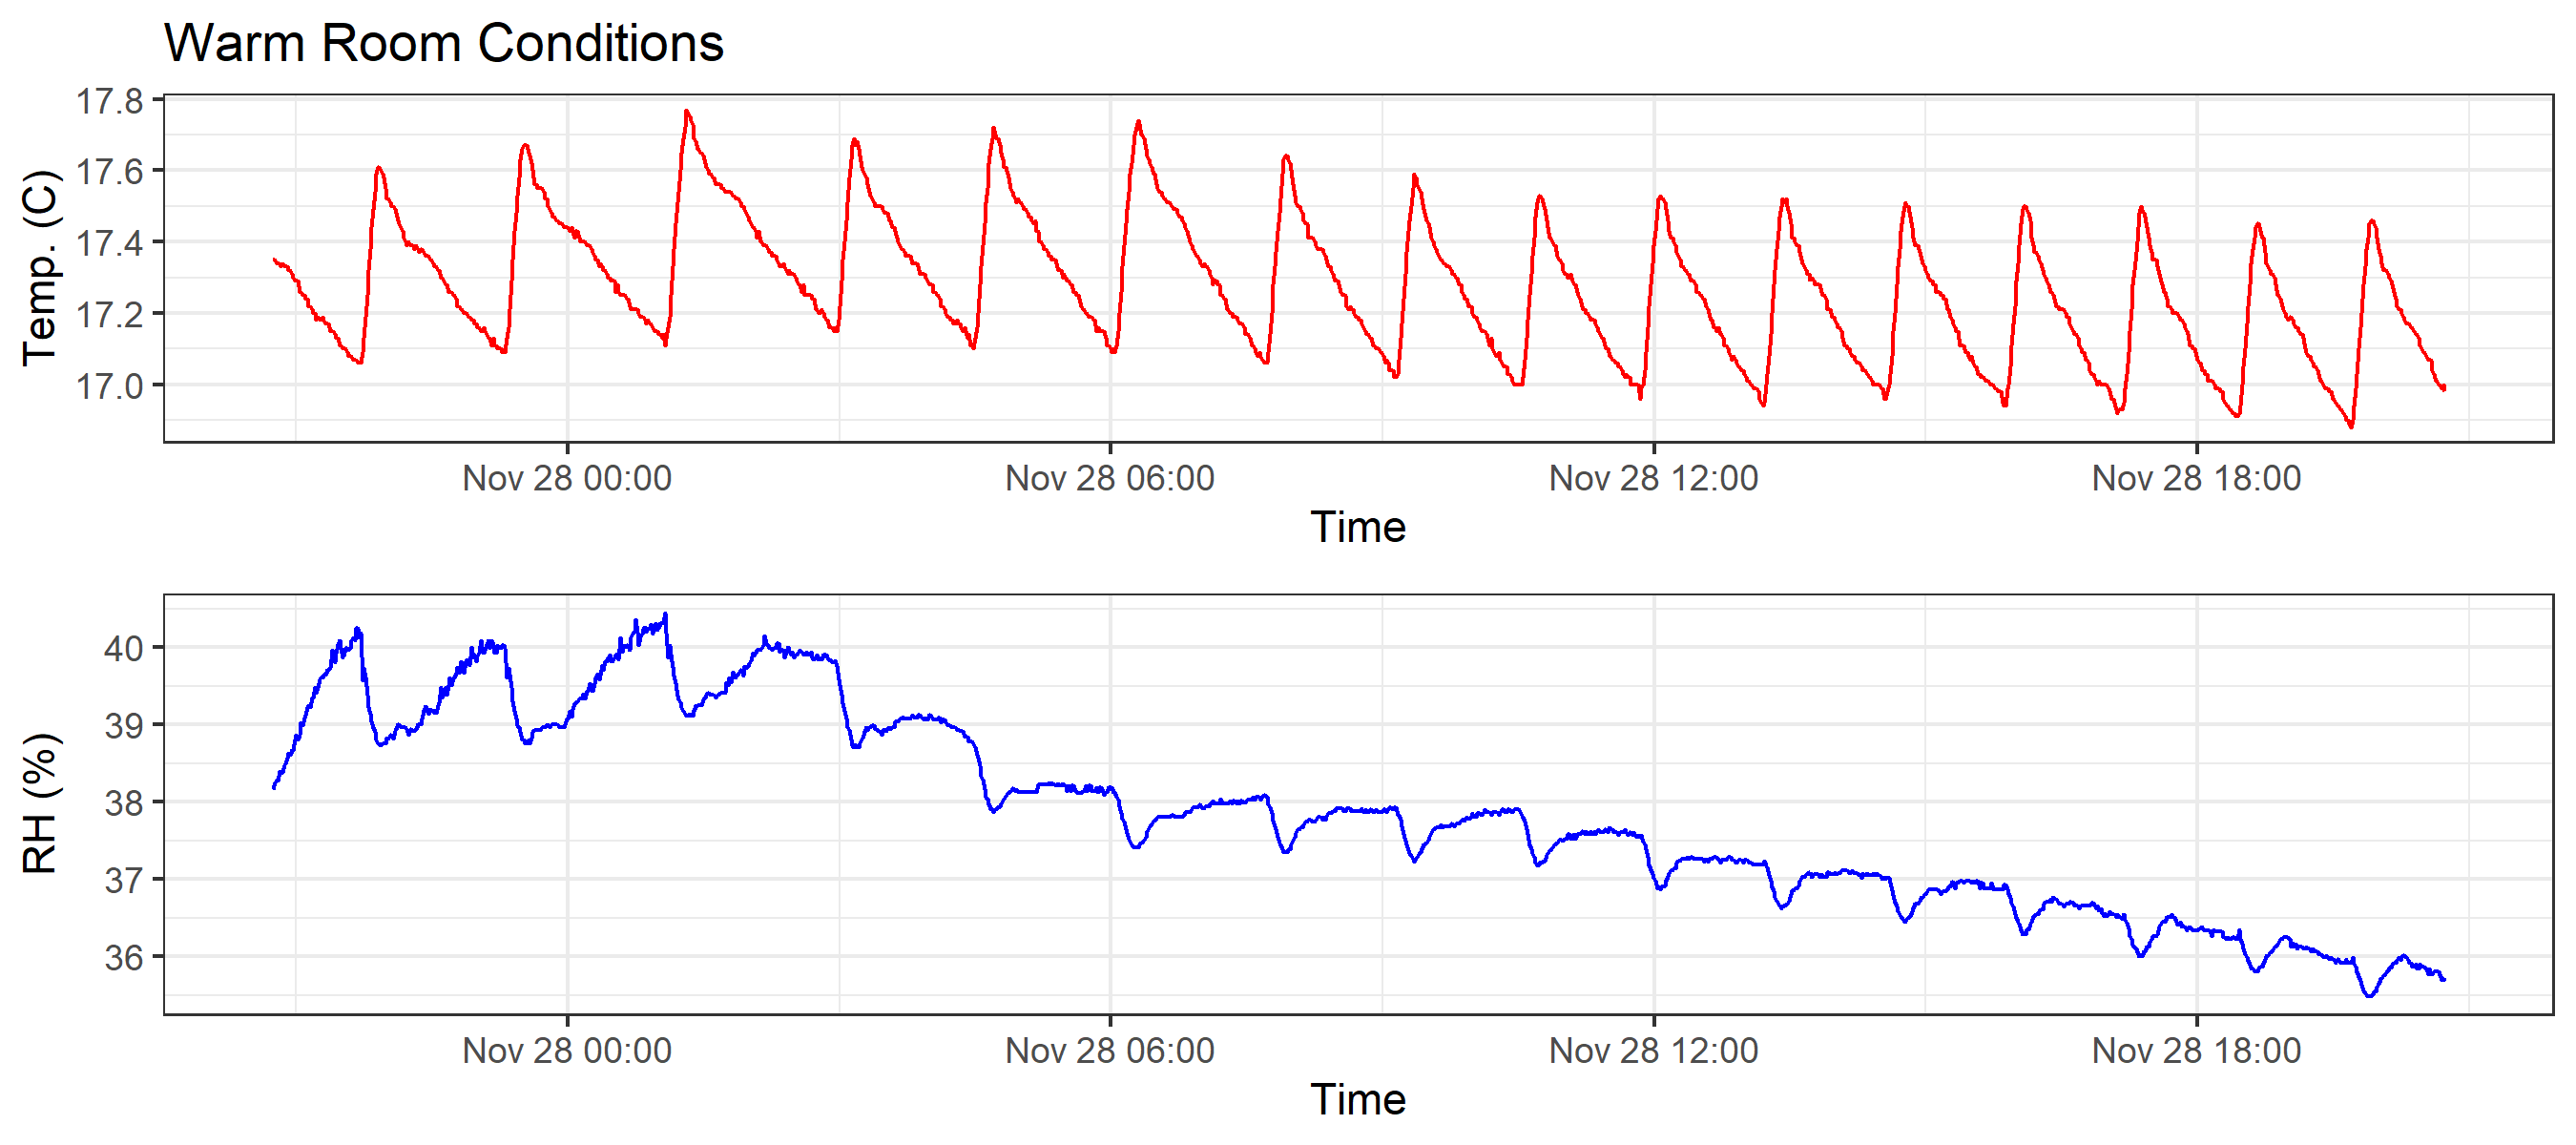 Warm Room Conditions
Temp. (C)
17.8
17.6
17.4
17.2
17.0
Nov 28 00:00 Nov 28 06:00 Nov 28 12:00 Nov 28 18:00
Time
RH (%)
40
39
38
37
36
Nov 28 00:00 Nov 28 06:00 Nov 28 12:00 Nov 28 18:00
Time